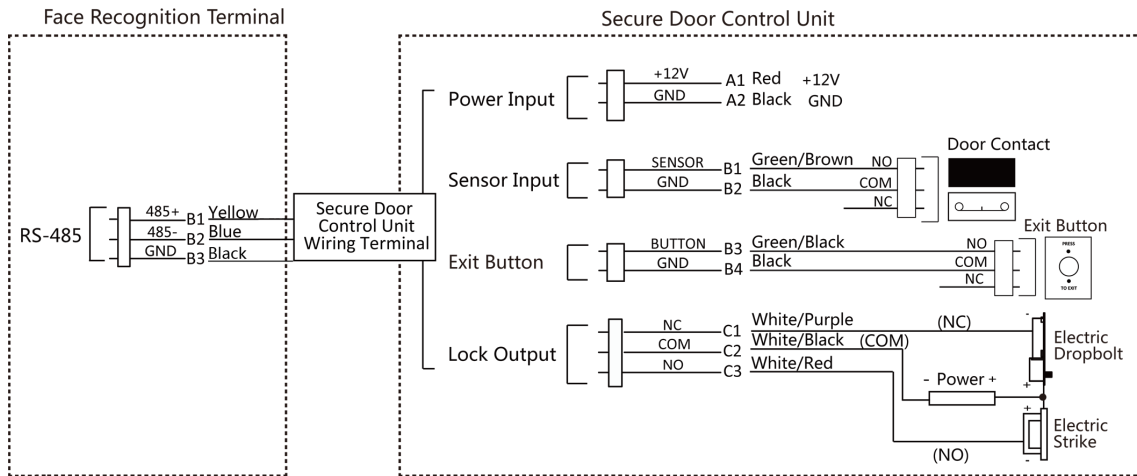 Face Recognition Terminal
Secure Door Control Unit
RS-485
485+ B1 Yellow
485- B2 Blue
GND B3 Black
Secure Door
Control Unit
Wiring Terminal
Power Input
+12V A1 Red +12V
GND A2 Black GND
Sensor Input
SENSOR B1 Green/Brown NO
GND B2 Black COM
NC
Door Contact
Exit Button
BUTTON B3 Green/Black NO
GND B4 Black COM
NC
Exit Button
PRESS
TO EXIT
Lock Output
NC C1 White/Purple (NC)
COM C2 White/Black (COM)
NO C3 White/Red
- Power +
(NO)
-
Electric
Dropbolt
+
+
Electric
Strike
-